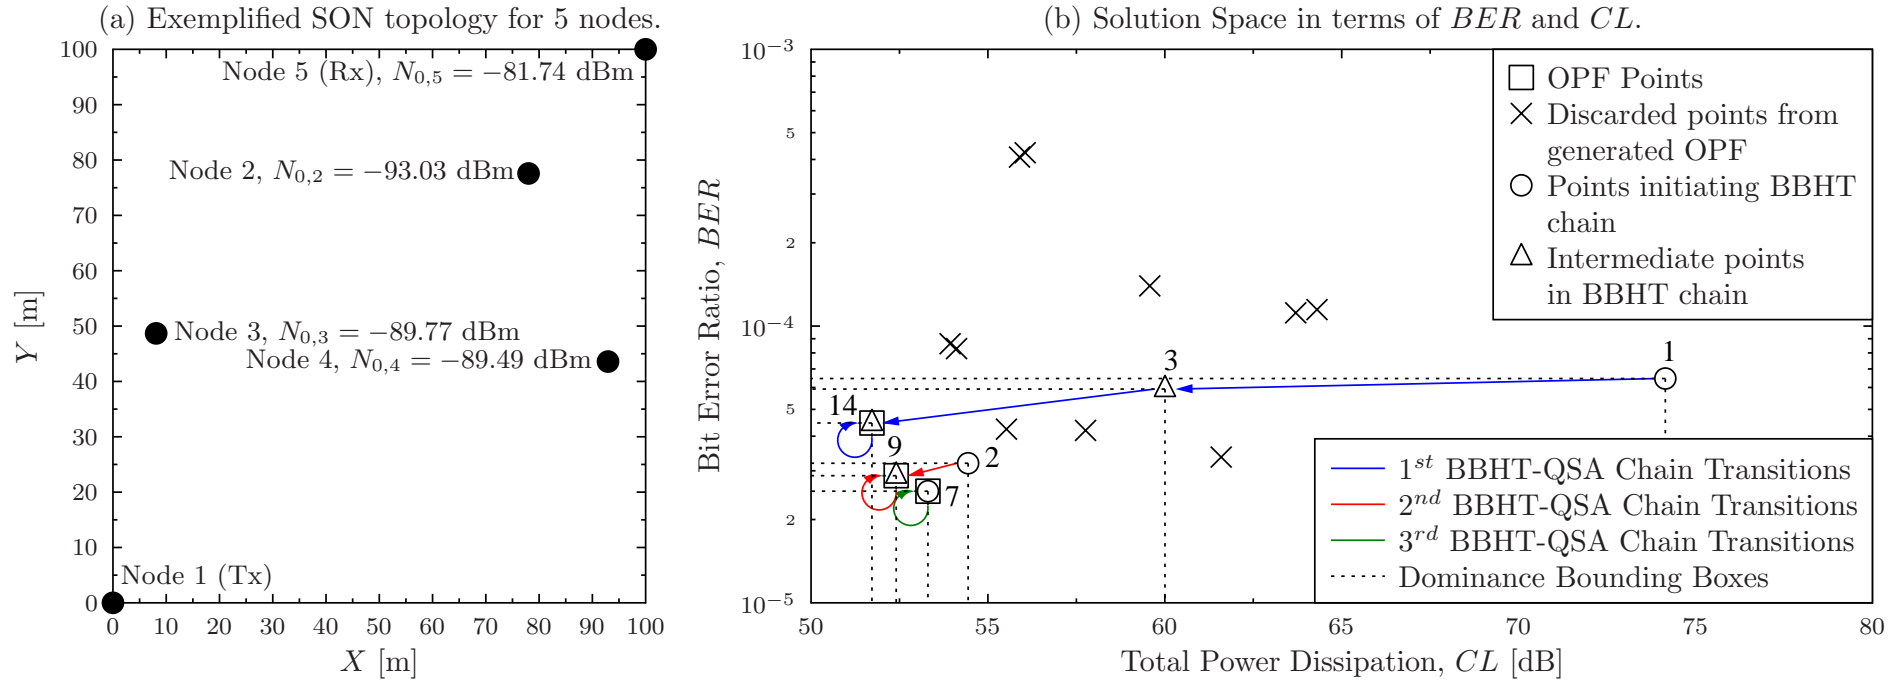 (a) Exemplified SON topology for 5 nodes.
100
90
80
70
60
50
40
30
20
10
0
Y [m]
Node 5 (Rx), N0,5 = −81.74 dBm
Node 2, N0,2 = −93.03 dBm
Node 3, N0,3 = −89.77 dBm
Node 4, N0,4 = −89.49 dBm
Node 1 (Tx)
0 10 20 30 40 50 60 70 80 90 100
X [m]
(b) Solution Space in terms of BER and CL.
10−3
5
2
10−4
5
2
10−5
Bit Error Ratio, BER
OPF Points
Discarded points from
generated OPF
Points initiating BBHT
chain
Intermediate points
in BBHT chain
3
1
14
9
2
7
1st BBHT-QSA Chain Transitions
2nd BBHT-QSA Chain Transitions
3rd BBHT-QSA Chain Transitions
Dominance Bounding Boxes
50 55 60 65 70 75 80
Total Power Dissipation, CL [dB]